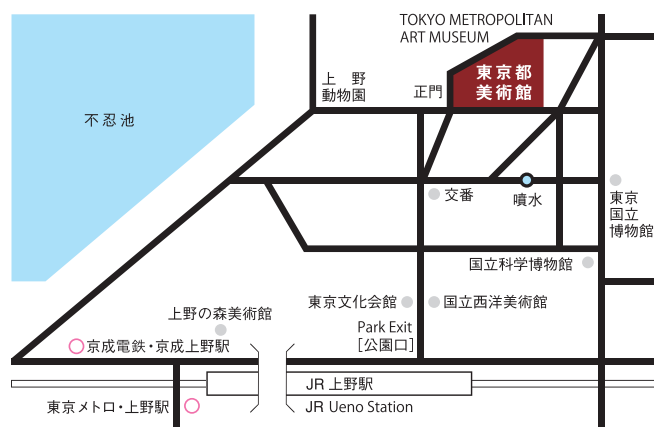 TOKYO METROPOLITAN
ART MUSEUM
東京都
美術館
上野
動物園
正門
不忍池
交番
噴水
東京
国立
博物館
国立科学博物館
東京文化会館
国立西洋美術館
上野の森美術館
Park Exit
［公園口］
京成電鉄・京成上野駅
JR 上野駅
東京メトロ・上野駅
JR Ueno Station